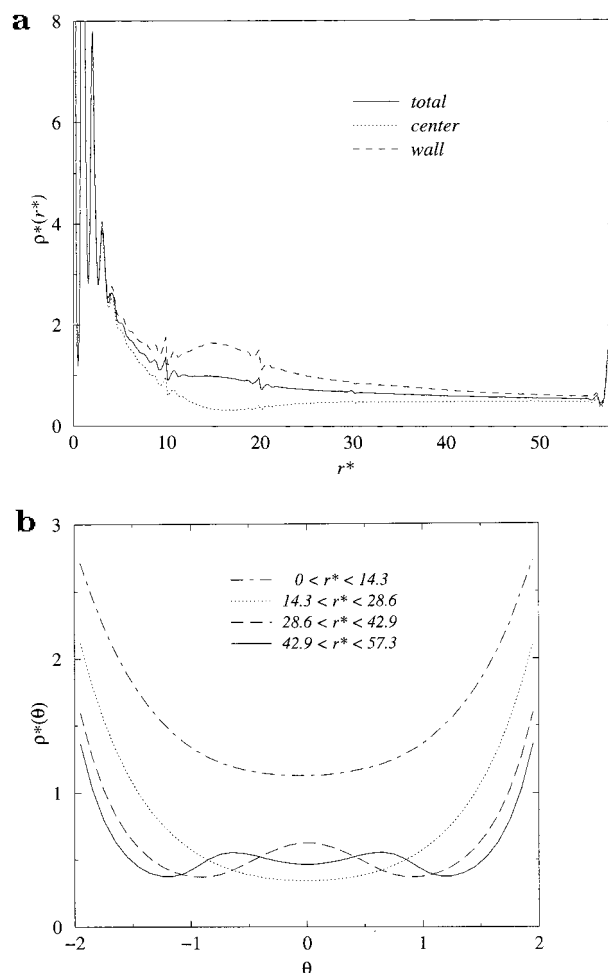 a
8
6
4
2
0
ρ*(r*)
total
center
wall
0 10 20 30 40 50
r*
b
3
2
1
0
ρ*(θ)
0 < r* < 14.3
14.3 < r* < 28.6
28.6 < r* < 42.9
42.9 < r* < 57.3
−2 −1 0 1 2
θ